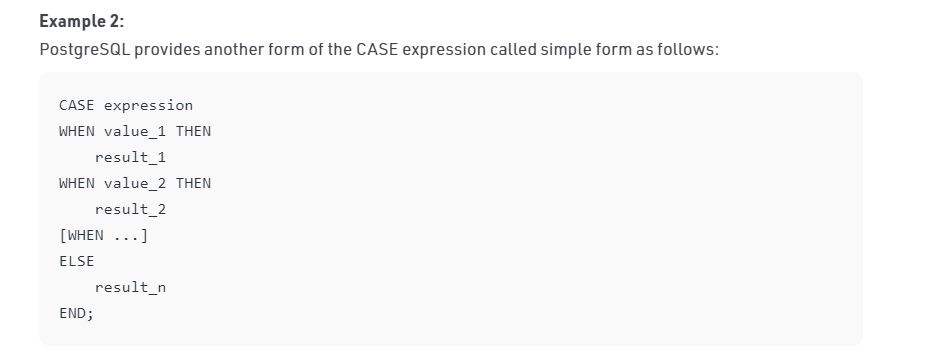 Example 2:
PostgreSQL provides another form of the CASE expression called simple form as follows:
CASE expression
WHEN value_1 THEN
    result_1
WHEN value_2 THEN
    result_2
[WHEN ...]
ELSE
    result_n
END;